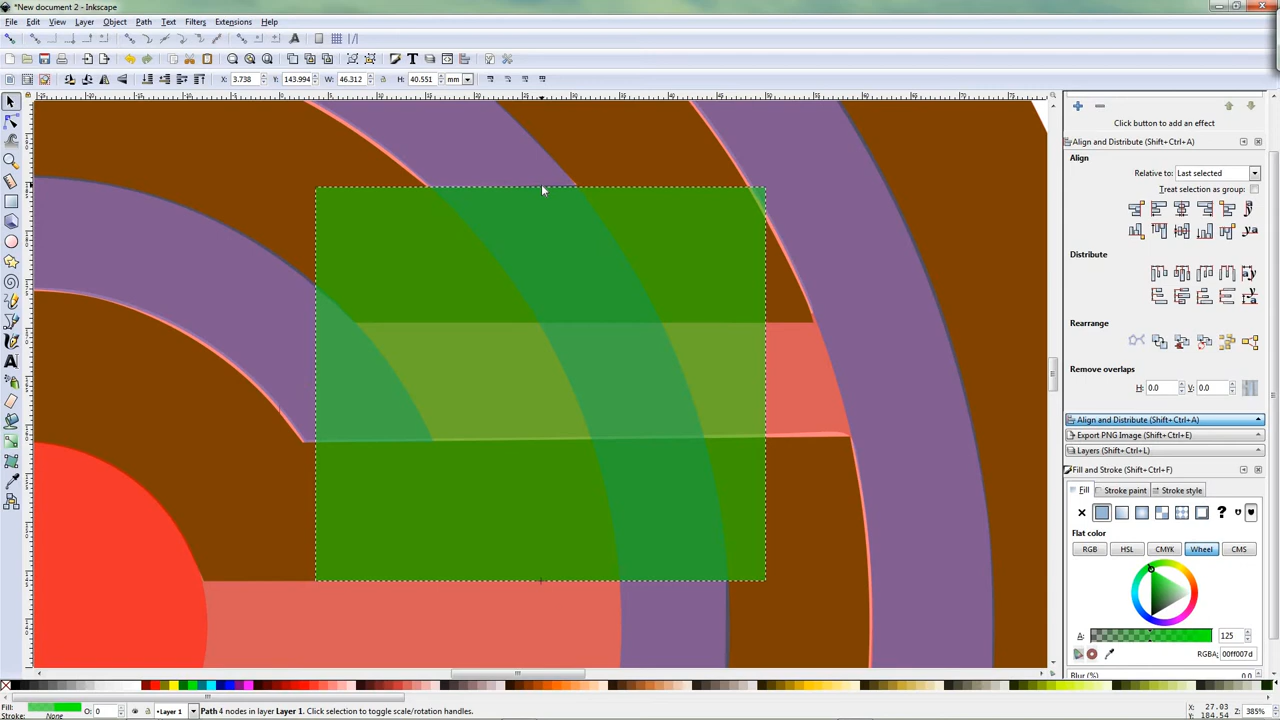 *New document 2 - Inkscape
File Edit View Layer Object Path Text Filters Extensions Help
X: 3.738 Y: 143.994 W: 46.312 H: 40.551 mm
Click button to add an effect
Align and Distribute (Shift+Ctrl+A)
Align
Relative to: Last selected
Treat selection as group:
Distribute
Rearrange
Remove overlaps
H: 0.0 V: 0.0
Align and Distribute (Shift+Ctrl+A)
Export PNG Image (Shift+Ctrl+E)
Layers (Shift+Ctrl+L)
Fill and Stroke (Shift+Ctrl+F)
Fill Stroke paint Stroke style
Flat color
RGB HSL CMYK Wheel CMS
A: 125
RGBA: 00ff007d
Blur (%)
Fill:
Stroke: None
O: 0
Layer 1
Path 4 nodes in layer Layer 1. Click selection to toggle scale/rotation handles.
X: 27.03
Y: 184.54
Z: 385%